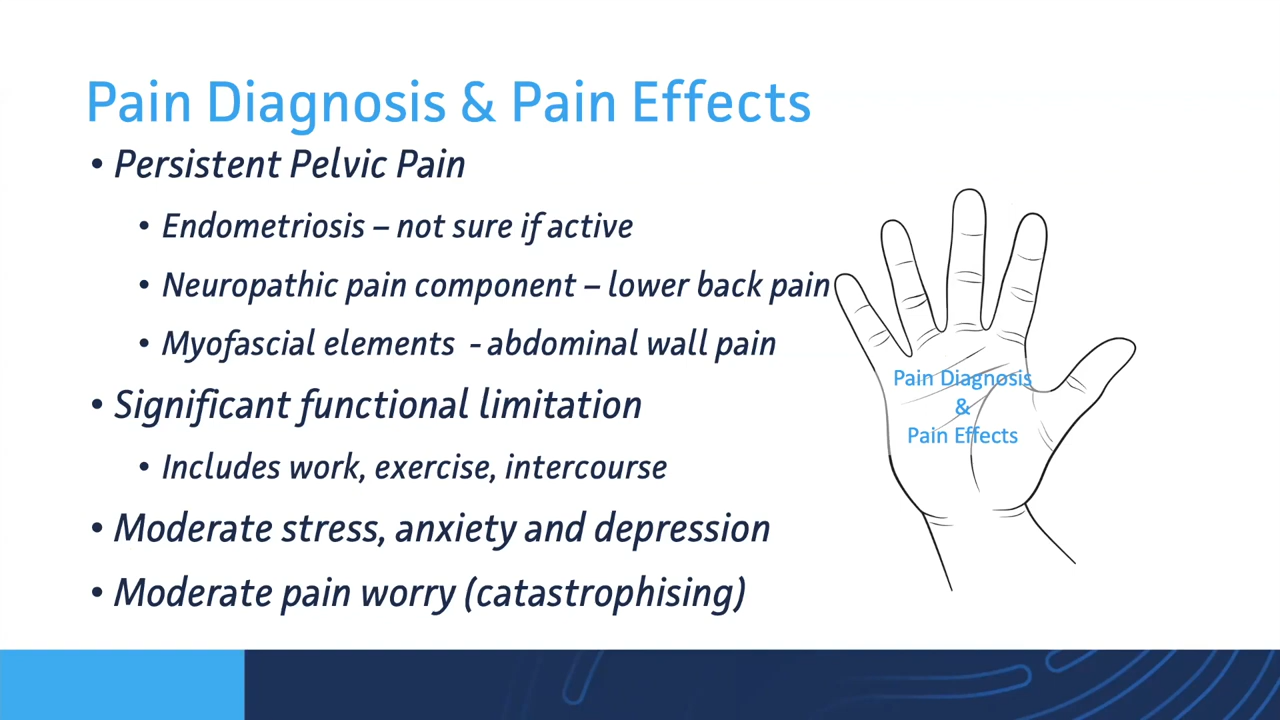 Pain Diagnosis & Pain Effects
• Persistent Pelvic Pain
• Endometriosis – not sure if active
• Neuropathic pain component – lower back pain
• Myofascial elements - abdominal wall pain
• Significant functional limitation
• Includes work, exercise, intercourse
• Moderate stress, anxiety and depression
• Moderate pain worry (catastrophising)
Pain Diagnosis
&
Pain Effects